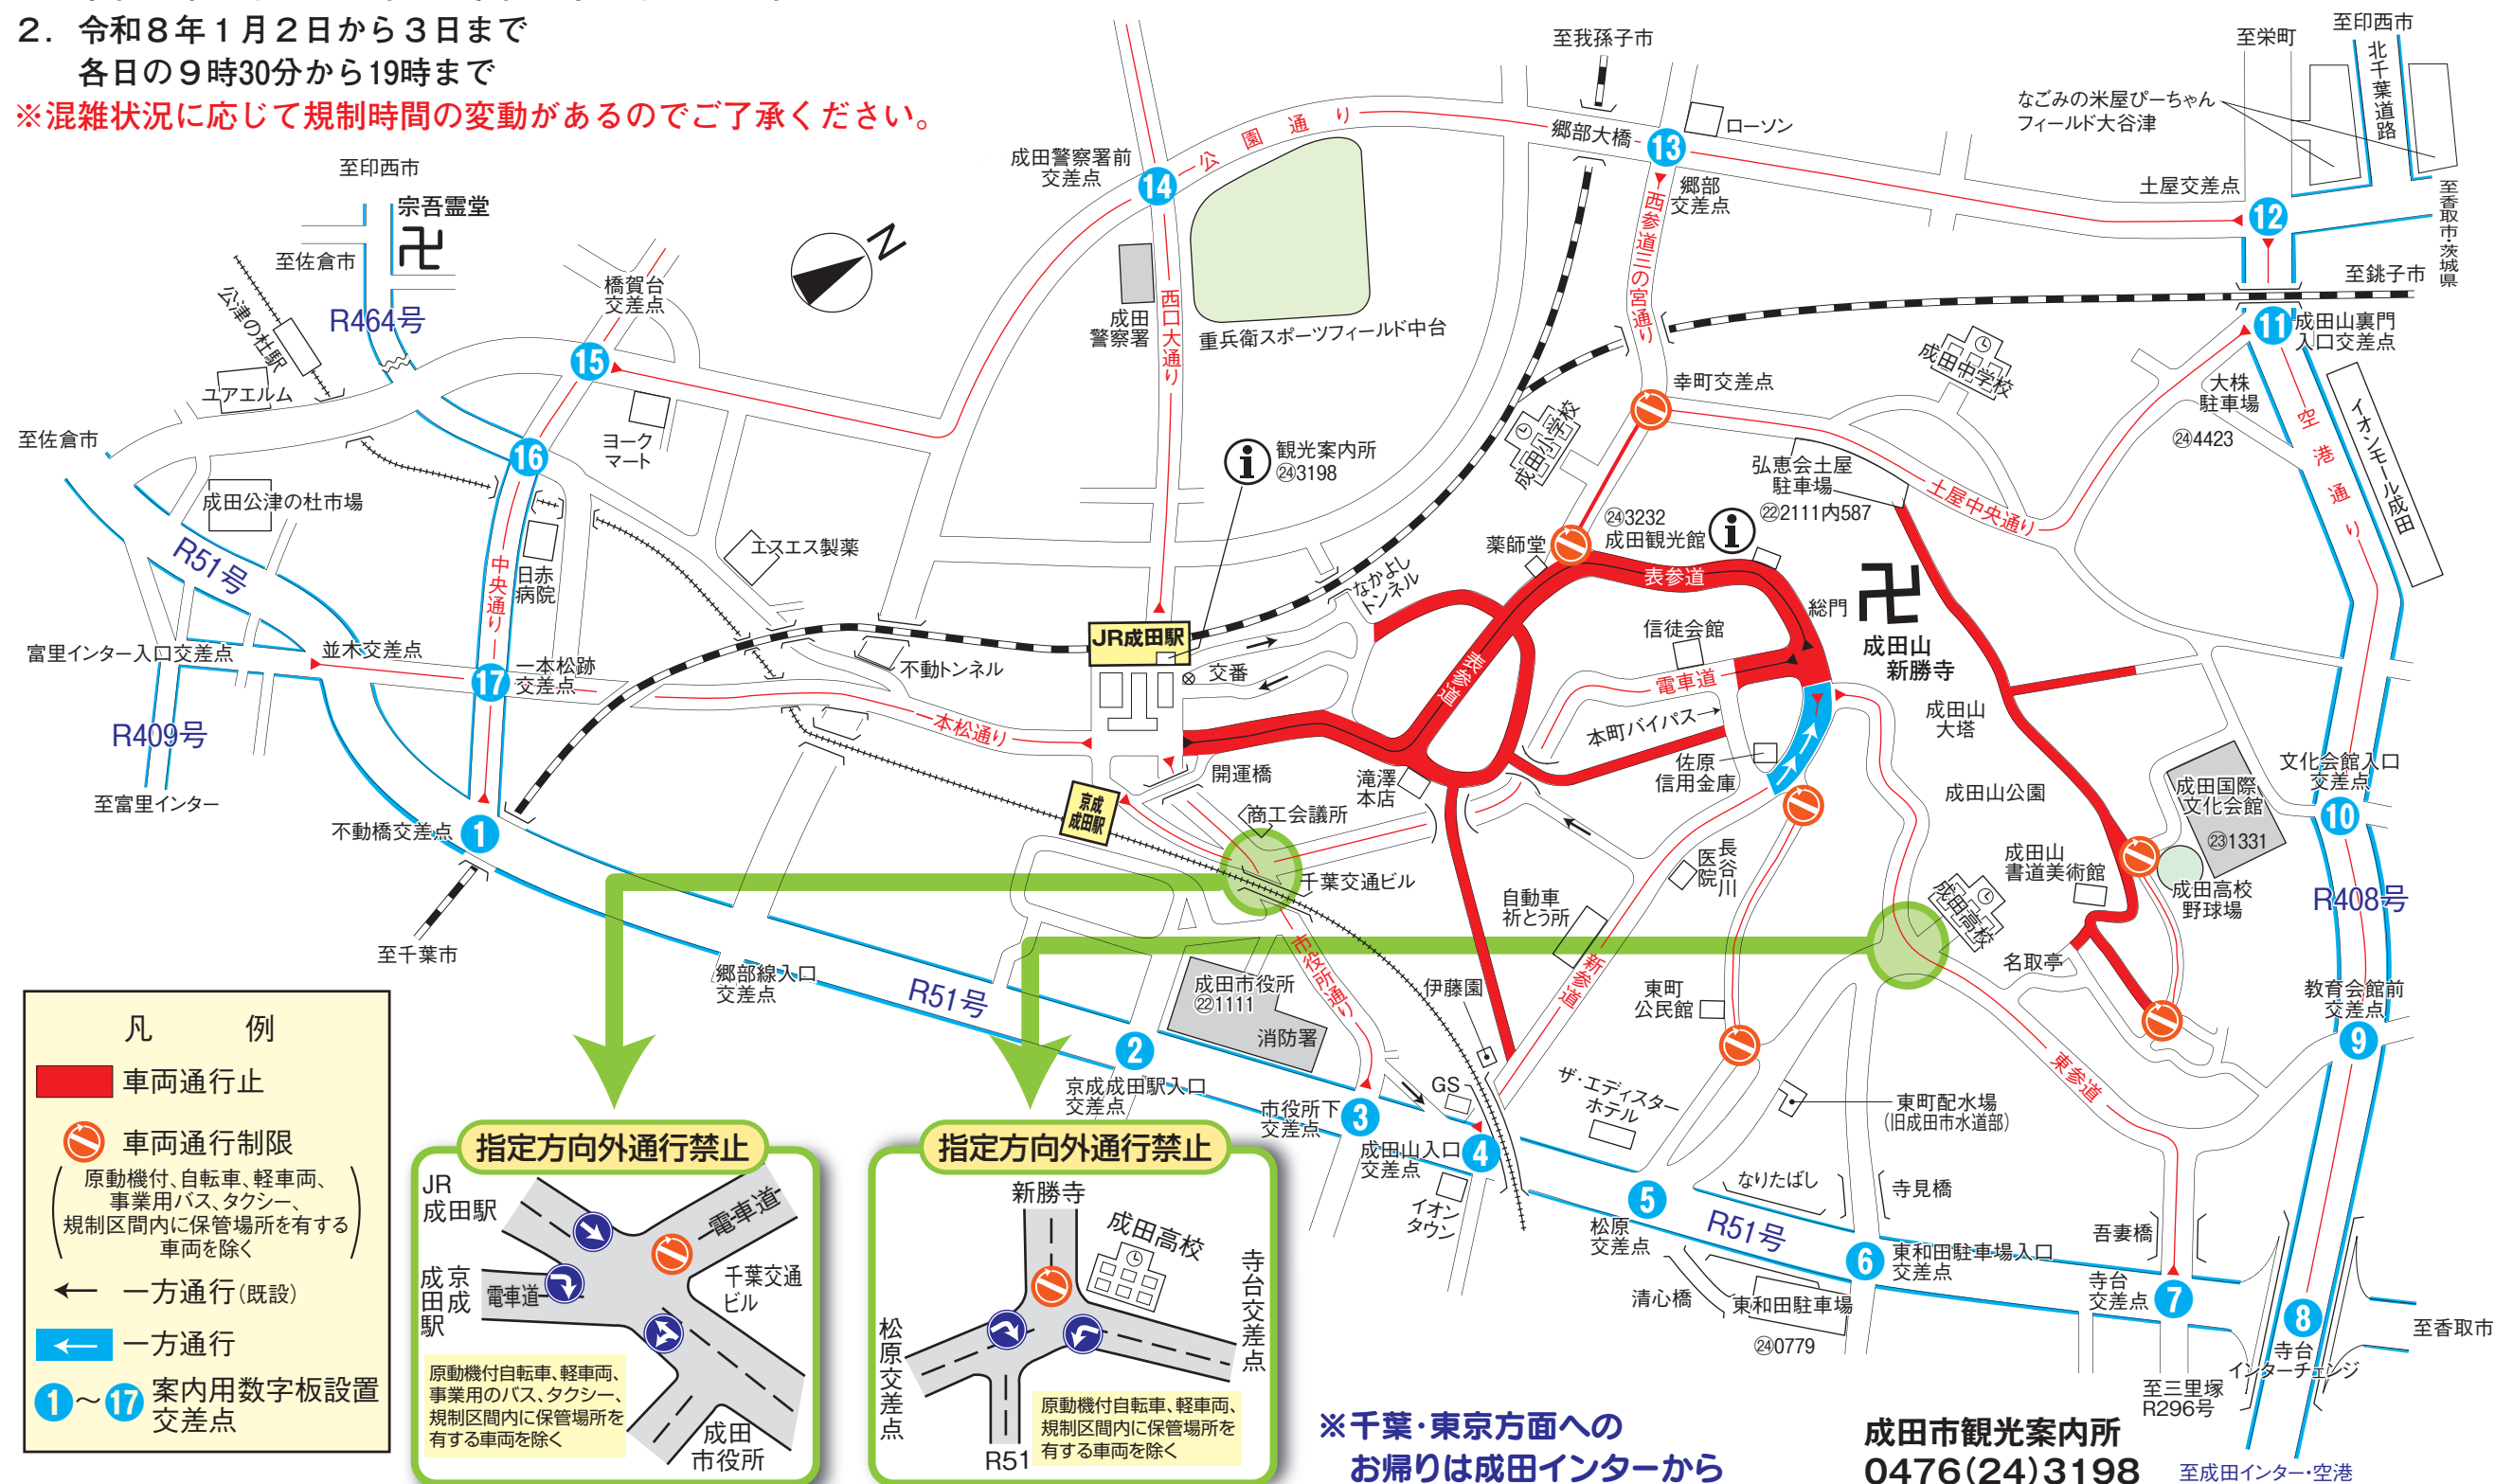 2．令和８年１月２日から３日まで
各日の９時30分から19時まで
※混雑状況に応じて規制時間の変動があるのでご了承ください。
至印西市
宗吾霊堂
至佐倉市
R464号
公津の杜駅
ユアエルム
至佐倉市
成田公津の杜市場
R51号
富里インター入口交差点
並木交差点
R409号
至富里インター
橋賀台
交差点
15
ヨーク
マート
16
中央通り
日赤
病院
エスエス製薬
17
一本松跡
交差点
不動橋交差点
1
至千葉市
不動トンネル
一本松通り
N
成田警察署前
交差点
14
公園通り
成田
警察署
西口大通り
重兵衛スポーツフィールド中台
観光案内所
㉔3198
JR成田駅
交番
なかよし
トンネル
開運橋
京成
成田駅
商工会議所
千葉交通ビル
滝澤
本店
至我孫子市
郷部大橋
13
ローソン
郷部
交差点
西参道三の宮通り
幸町交差点
成田小学校
薬師堂
㉔3232
成田観光館
表参道
表参道
総門
信徒会館
電車道
本町バイパス
佐原
信用金庫
成田山
新勝寺
弘恵会土屋
駐車場
㉒2111内587
土屋中央通り
成田中学校
至栄町
至印西市
北千葉道路
なごみの米屋ぴーちゃん
フィールド大谷津
土屋交差点
12
至香取市・茨城県
至銚子市
11
成田山裏門
入口交差点
大株
駐車場
㉔4423
空港通り
イオンモール成田
成田山
大塔
成田山公園
成田国際
文化会館
㉓1331
文化会館入口
交差点
10
R408号
成田山
書道美術館
成田高校
野球場
成田高校
名取亭
教育会館前
交差点
9
長谷川
医院
自動車
祈とう所
新参道
東町
公民館
伊藤園
市役所通り
成田市役所
㉒1111
消防署
郷部線入口
交差点
R51号
2
京成成田駅入口
交差点
市役所下
交差点
3
GS
成田山入口
交差点
4
イオン
タウン
ザ・エディスター
ホテル
東町配水場
(旧成田市水道部)
東参道
5
松原
交差点
なりたばし
R51号
寺見橋
6
東和田駐車場入口
交差点
清心橋
東和田駐車場
㉔0779
吾妻橋
寺台
交差点
7
8
寺台
インターチェンジ
至香取市
至三里塚
R296号
至成田インター・空港
凡　例
車両通行止
車両通行制限
(原動機付、自転車、軽車両、
事業用バス、タクシー、
規制区間内に保管場所を有する
車両を除く)
一方通行(既設)
一方通行
1～17 案内用数字板設置
交差点
指定方向外通行禁止
JR
成田駅
電車道
京成
成田駅
電車道
千葉交通
ビル
成田
市役所
原動機付自転車、軽車両、
事業用のバス、タクシー、
規制区間内に保管場所を
有する車両を除く
指定方向外通行禁止
新勝寺
成田高校
寺台交差点
松原交差点
R51
原動機付自転車、軽車両、
規制区間内に保管場所を
有する車両を除く
※千葉・東京方面への
お帰りは成田インターから
成田市観光案内所
0476(24)3198